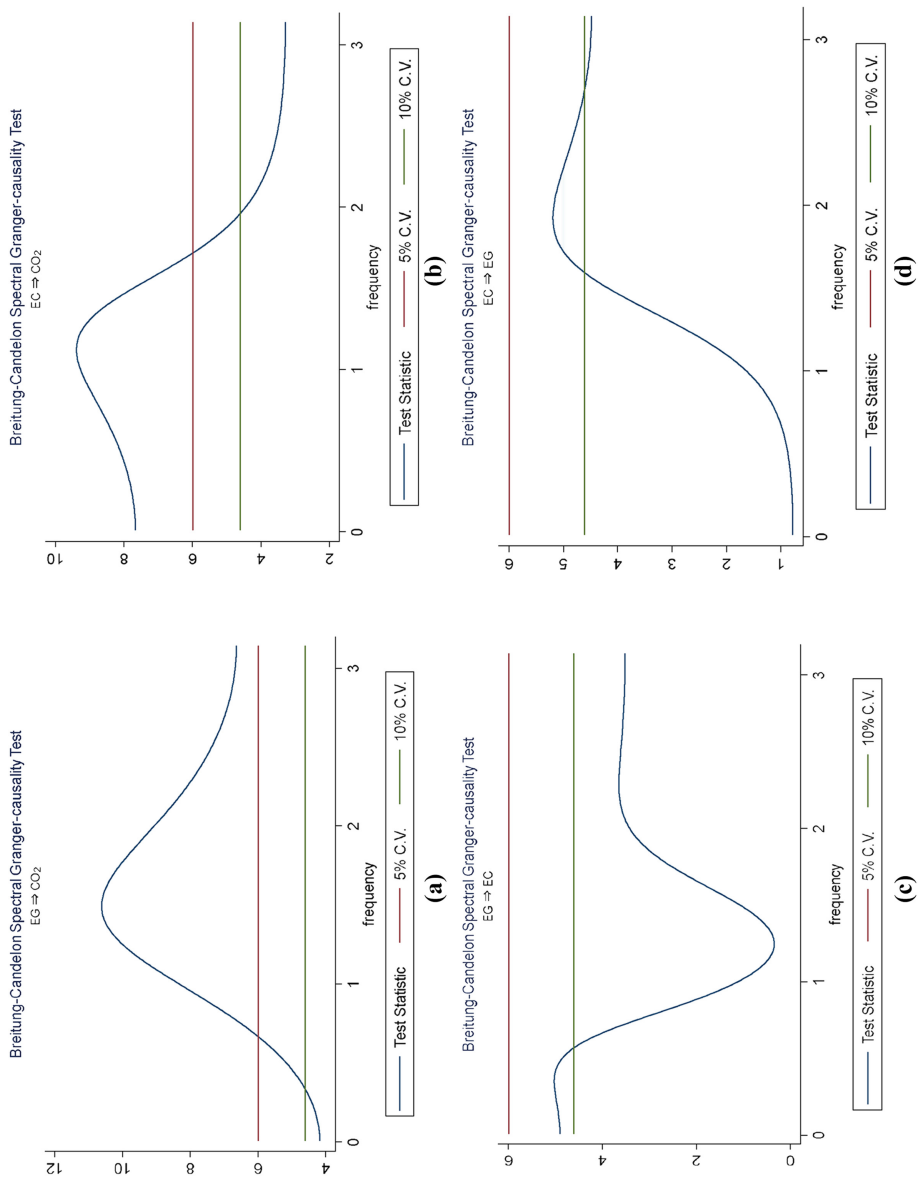 Breitung-Candelon Spectral Granger-causality Test
EG ⇒ CO₂
12
10
8
6
4
0
1
2
3
frequency
Test Statistic
5% C.V.
10% C.V.
(a)
Breitung-Candelon Spectral Granger-causality Test
EC ⇒ CO₂
10
8
6
4
2
0
1
2
3
frequency
Test Statistic
5% C.V.
10% C.V.
(b)
Breitung-Candelon Spectral Granger-causality Test
EG ⇒ EC
6
4
2
0
0
1
2
3
frequency
Test Statistic
5% C.V.
10% C.V.
(c)
Breitung-Candelon Spectral Granger-causality Test
EC ⇒ EG
6
5
4
3
2
1
0
1
2
3
frequency
Test Statistic
5% C.V.
10% C.V.
(d)